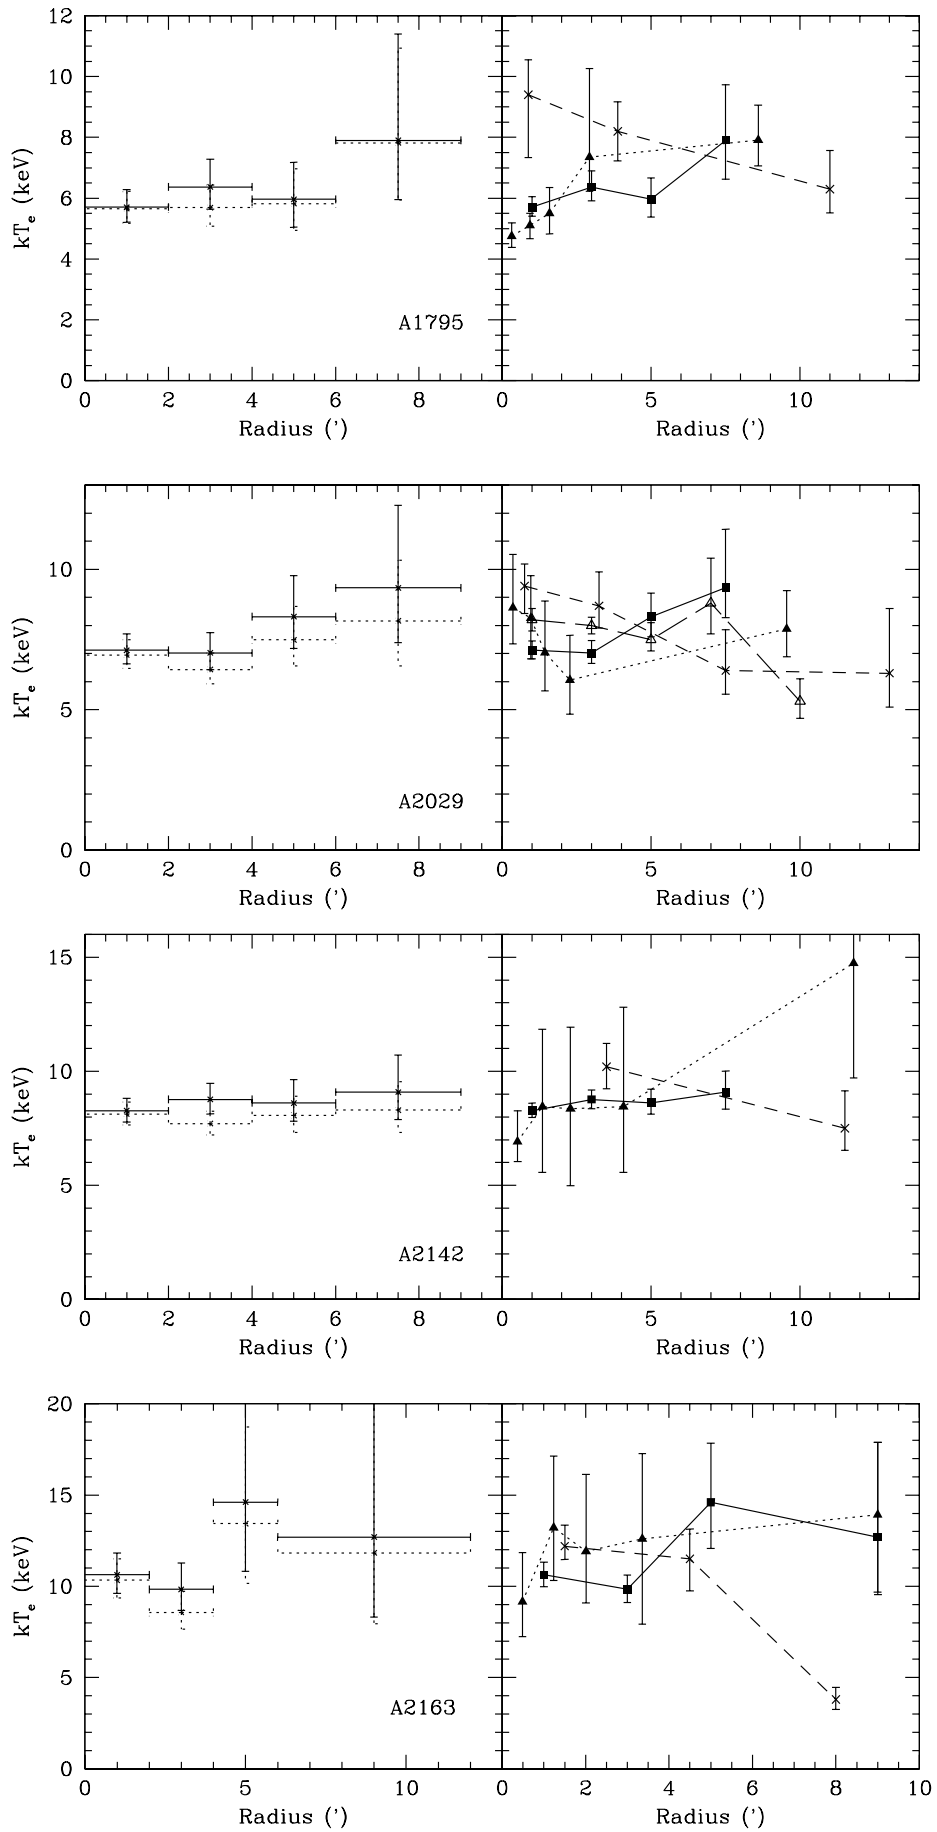 12
10
8
6
4
2
0
kTe (keV)
A1795
0 2 4 6 8 0 5 10
Radius (') Radius (')
10
5
0
kTe (keV)
A2029
0 2 4 6 8 0 5 10
Radius (') Radius (')
15
10
5
0
kTe (keV)
A2142
0 2 4 6 8 0 5 10
Radius (') Radius (')
20
15
10
5
0
kTe (keV)
A2163
0 5 10 0 2 4 6 8 10
Radius (') Radius (')